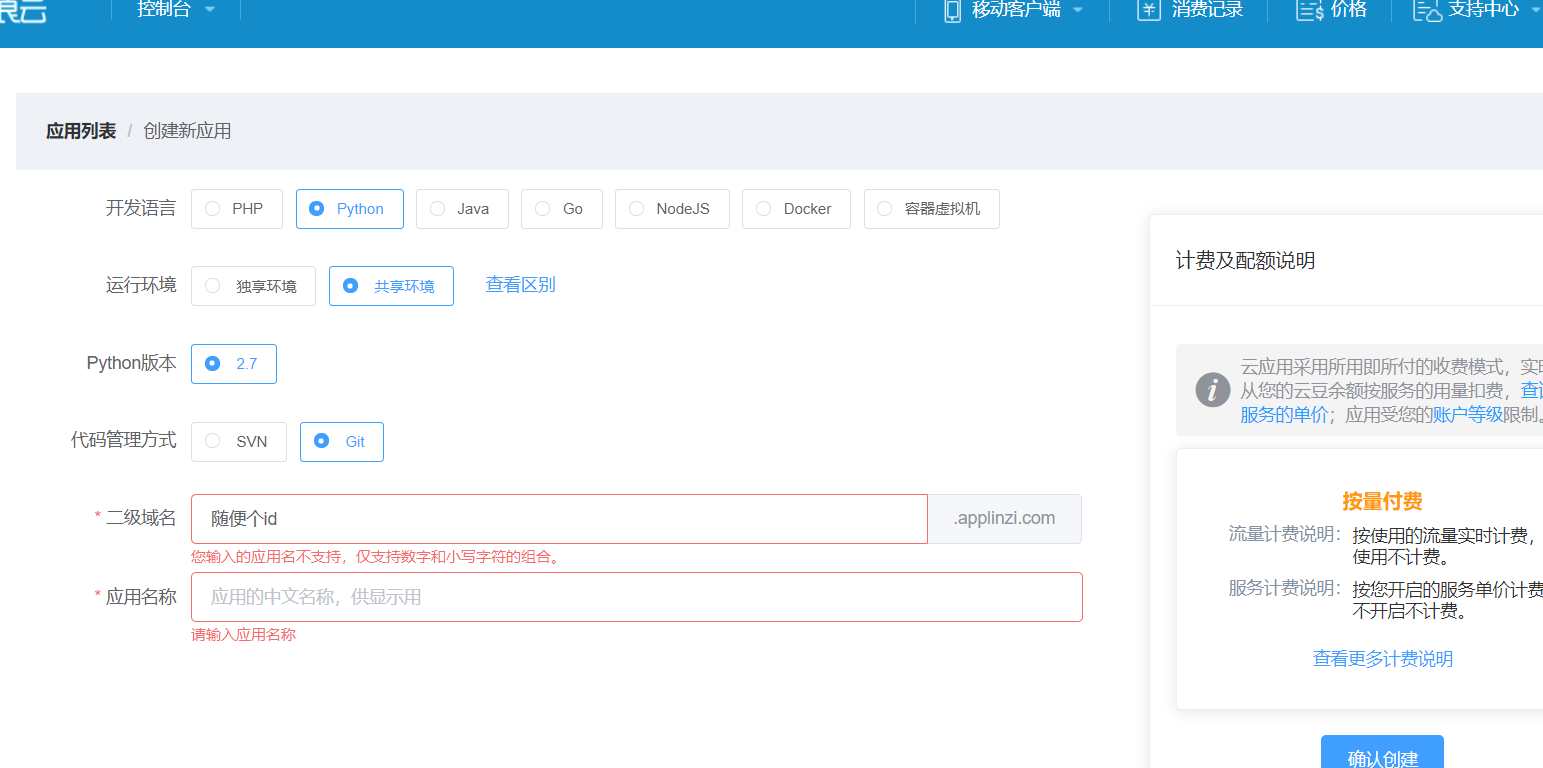 控制台
移动客户端
消费记录
价格
支持中心
应用列表 / 创建新应用
开发语言 PHP Python Java Go NodeJS Docker 容器虚拟机
运行环境 独享环境 共享环境 查看区别
Python版本 2.7
代码管理方式 SVN Git
* 二级域名 随便个id .applinzi.com
您输入的应用名不支持，仅支持数字和小写字符的组合。
* 应用名称 应用的中文名称，供显示用
请输入应用名称
计费及配额说明
云应用采用所用即所付的收费模式，实时
从您的云豆余额按服务的用量扣费，查
服务的单价；应用受您的账户等级限制。
按量付费
流量计费说明： 按使用的流量实时计费，
使用不计费。
服务计费说明： 按您开启的服务单价计费
不开启不计费。
查看更多计费说明
确认创建